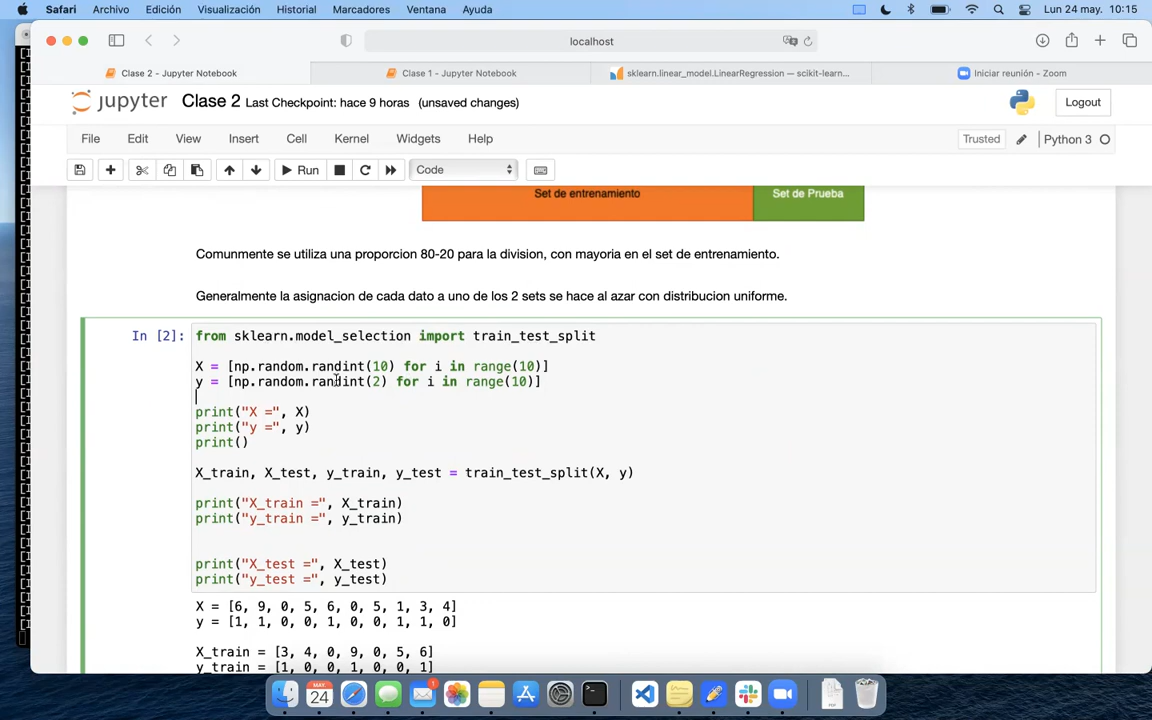 Safari Archivo Edición Visualización Historial Marcadores Ventana Ayuda Lun 24 may. 10:15
localhost
Clase 2 - Jupyter Notebook Clase 1 - Jupyter Notebook sklearn.linear_model.LinearRegression — scikit-learn... Iniciar reunión - Zoom
jupyter Clase 2 Last Checkpoint: hace 9 horas (unsaved changes) Logout
File Edit View Insert Cell Kernel Widgets Help Trusted Python 3
Run Code
Set de entrenamiento Set de Prueba
Comunmente se utiliza una proporcion 80-20 para la division, con mayoria en el set de entrenamiento.
Generalmente la asignacion de cada dato a uno de los 2 sets se hace al azar con distribucion uniforme.
In [2]: from sklearn.model_selection import train_test_split
X = [np.random.randint(10) for i in range(10)]
y = [np.random.randint(2) for i in range(10)]
print("X =", X)
print("y =", y)
print()
X_train, X_test, y_train, y_test = train_test_split(X, y)
print("X_train =", X_train)
print("y_train =", y_train)
print("X_test =", X_test)
print("y_test =", y_test)
X = [6, 9, 0, 5, 6, 0, 5, 1, 3, 4]
y = [1, 1, 0, 0, 1, 0, 0, 1, 1, 0]
X_train = [3, 4, 0, 9, 0, 5, 6]
y_train = [1, 0, 0, 1, 0, 0, 1]
MAY 24 1